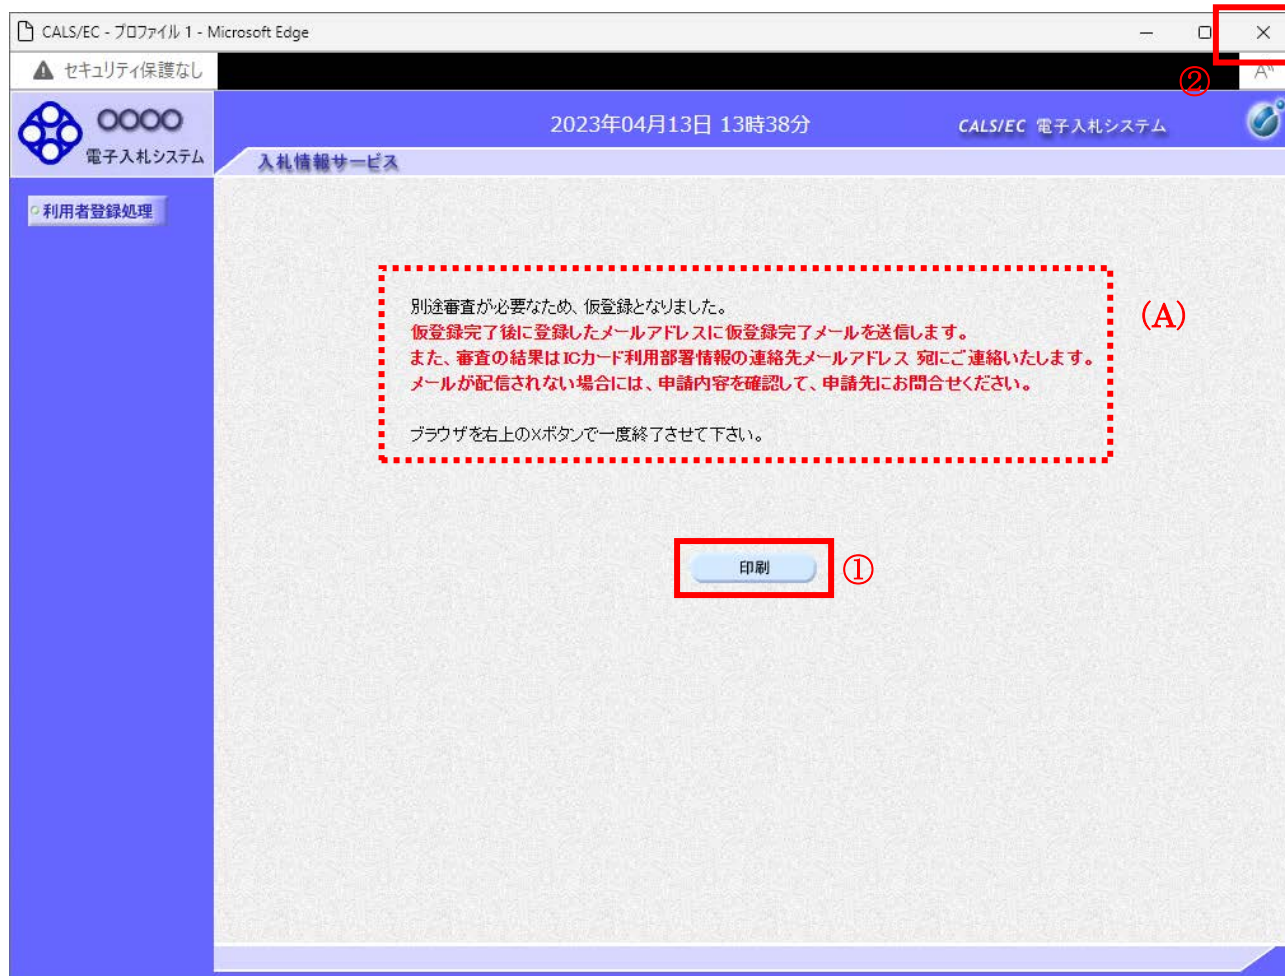 CALS/EC - プロファイル 1 - Microsoft Edge
セキュリティ保護なし
A
②
○○○○
電子入札システム
2023年04月13日 13時38分
CALS/EC 電子入札システム
入札情報サービス
利用者登録処理
別途審査が必要なため、仮登録となりました。
仮登録完了後に登録したメールアドレスに仮登録完了メールを送信します。
また、審査の結果はICカード利用部署情報の連絡先メールアドレス 宛にご連絡いたします。
メールが配信されない場合には、申請内容を確認して、申請先にお問合せください。
ブラウザを右上の×ボタンで一度終了させて下さい。
(A)
印刷
①